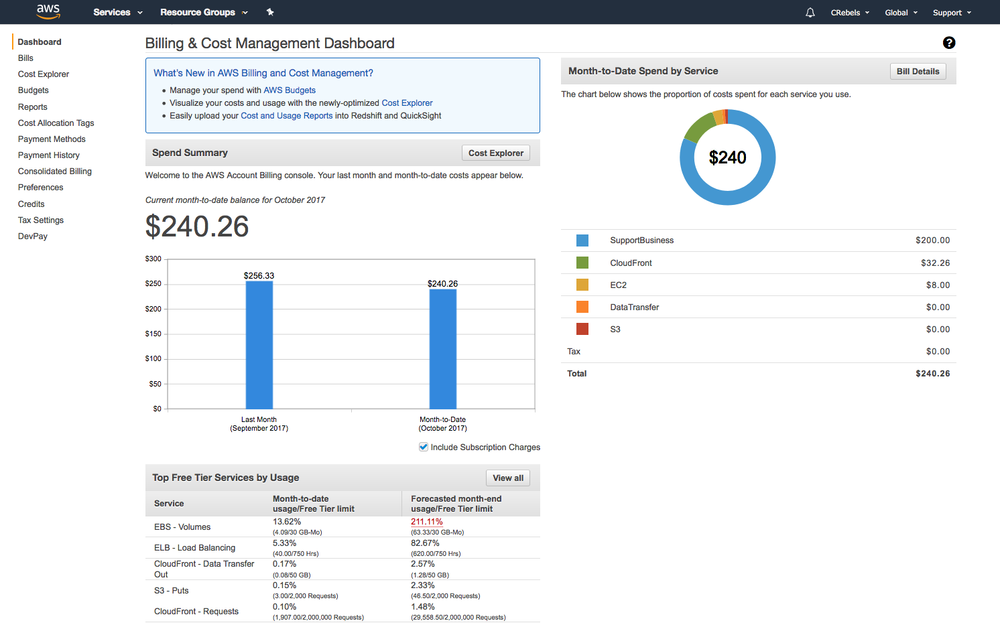 aws
Services
Resource Groups
CRebels
Global
Support
Dashboard
Bills
Cost Explorer
Budgets
Reports
Cost Allocation Tags
Payment Methods
Payment History
Consolidated Billing
Preferences
Credits
Tax Settings
DevPay
Billing & Cost Management Dashboard
?
What's New in AWS Billing and Cost Management?
• Manage your spend with AWS Budgets
• Visualize your costs and usage with the newly-optimized Cost Explorer
• Easily upload your Cost and Usage Reports into Redshift and QuickSight
Spend Summary
Cost Explorer
Welcome to the AWS Account Billing console. Your last month and month-to-date costs appear below.
Current month-to-date balance for October 2017
$240.26
$300
$250
$200
$150
$100
$50
$0
$256.33
$240.26
Last Month
(September 2017)
Month-to-Date
(October 2017)
Include Subscription Charges
Top Free Tier Services by Usage
View all
Service
Month-to-date
usage/Free Tier limit
Forecasted month-end
usage/Free Tier limit
EBS - Volumes
13.62%
(4.09/30 GB-Mo)
211.11%
(63.33/30 GB-Mo)
ELB - Load Balancing
5.33%
(40.00/750 Hrs)
82.67%
(620.00/750 Hrs)
CloudFront - Data Transfer
Out
0.17%
(0.08/50 GB)
2.57%
(1.28/50 GB)
S3 - Puts
0.15%
(3.00/2,000 Requests)
2.33%
(46.50/2,000 Requests)
CloudFront - Requests
0.10%
(1,907.00/2,000,000 Requests)
1.48%
(29,558.50/2,000,000 Requests)
Month-to-Date Spend by Service
Bill Details
The chart below shows the proportion of costs spent for each service you use.
$240
SupportBusiness $200.00
CloudFront $32.26
EC2 $8.00
DataTransfer $0.00
S3 $0.00
Tax $0.00
Total $240.26